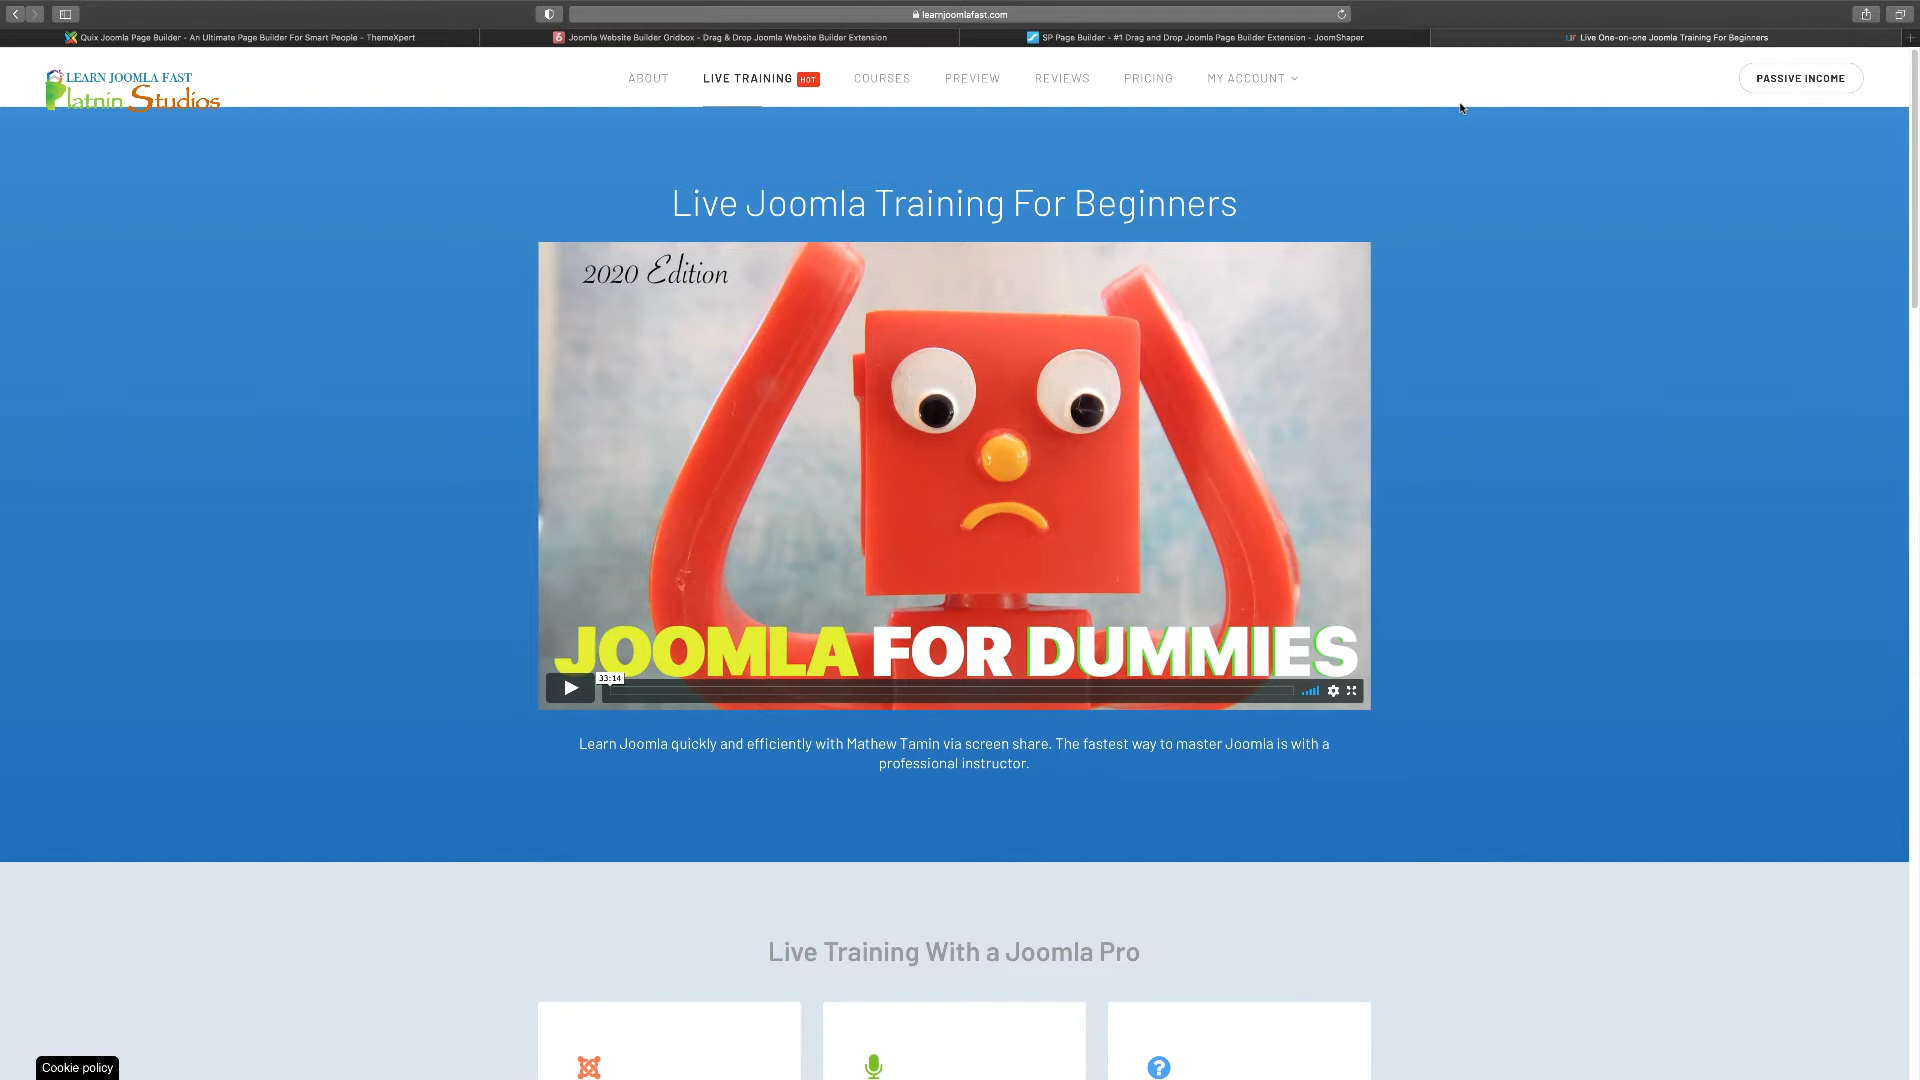 learnjoomlafast.com
Quix Joomla Page Builder - An Ultimate Page Builder For Smart People - ThemeXpert
Joomla Website Builder Gridbox - Drag & Drop Joomla Website Builder Extension
SP Page Builder - #1 Drag and Drop Joomla Page Builder Extension - JoomShaper
Live One-on-one Joomla Training For Beginners
LEARN JOOMLA FAST
Platnin Studios
ABOUT
LIVE TRAINING HOT
COURSES
PREVIEW
REVIEWS
PRICING
MY ACCOUNT
PASSIVE INCOME
Live Joomla Training For Beginners
2020 Edition
JOOMLA FOR DUMMIES
33:14
Learn Joomla quickly and efficiently with Mathew Tamin via screen share. The fastest way to master Joomla is with a
professional instructor.
Live Training With a Joomla Pro
Cookie policy